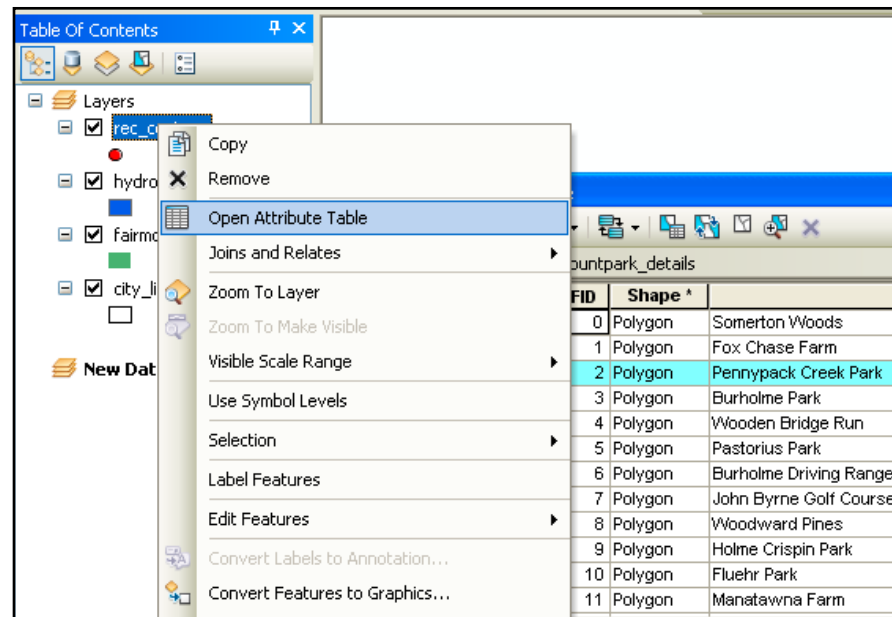 Table Of Contents
Layers
rec_c
hydro
fairmo
city_li
New Dat
Copy
Remove
Open Attribute Table
Joins and Relates
Zoom To Layer
Zoom To Make Visible
Visible Scale Range
Use Symbol Levels
Selection
Label Features
Edit Features
Convert Labels to Annotation...
Convert Features to Graphics...
ountpark_details
FID Shape *
0 Polygon Somerton Woods
1 Polygon Fox Chase Farm
2 Polygon Pennypack Creek Park
3 Polygon Burholme Park
4 Polygon Wooden Bridge Run
5 Polygon Pastorius Park
6 Polygon Burholme Driving Range
7 Polygon John Byrne Golf Course
8 Polygon Woodward Pines
9 Polygon Holme Crispin Park
10 Polygon Fluehr Park
11 Polygon Manatawna Farm